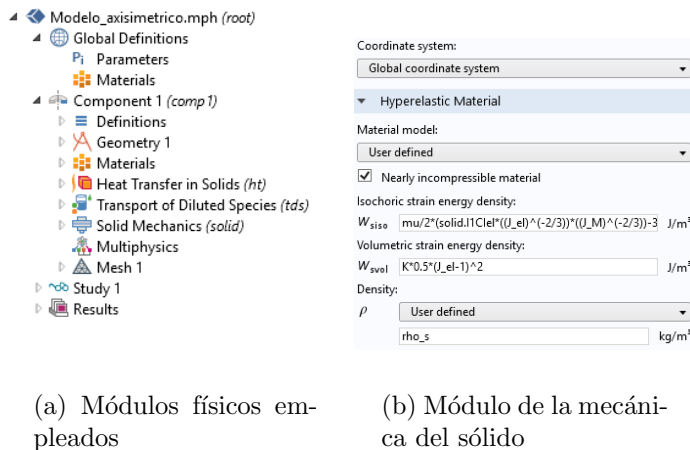 Modelo_axisimetrico.mph (root)
Global Definitions
Pi Parameters
Materials
Component 1 (comp1)
Definitions
Geometry 1
Materials
Heat Transfer in Solids (ht)
Transport of Diluted Species (tds)
Solid Mechanics (solid)
Multiphysics
Mesh 1
Study 1
Results
(a) Módulos físicos em-
pleados
Coordinate system:
Global coordinate system
Hyperelastic Material
Material model:
User defined
Nearly incompressible material
Isochoric strain energy density:
Wsiso mu/2*(solid.I1CIel*((J_el)^(-2/3))*((J_M)^(-2/3))-3 J/m³
Volumetric strain energy density:
Wsvol K*0.5*(J_el-1)^2 J/m³
Density:
ρ User defined
rho_s kg/m³
(b) Módulo de la mecáni-
ca del sólido